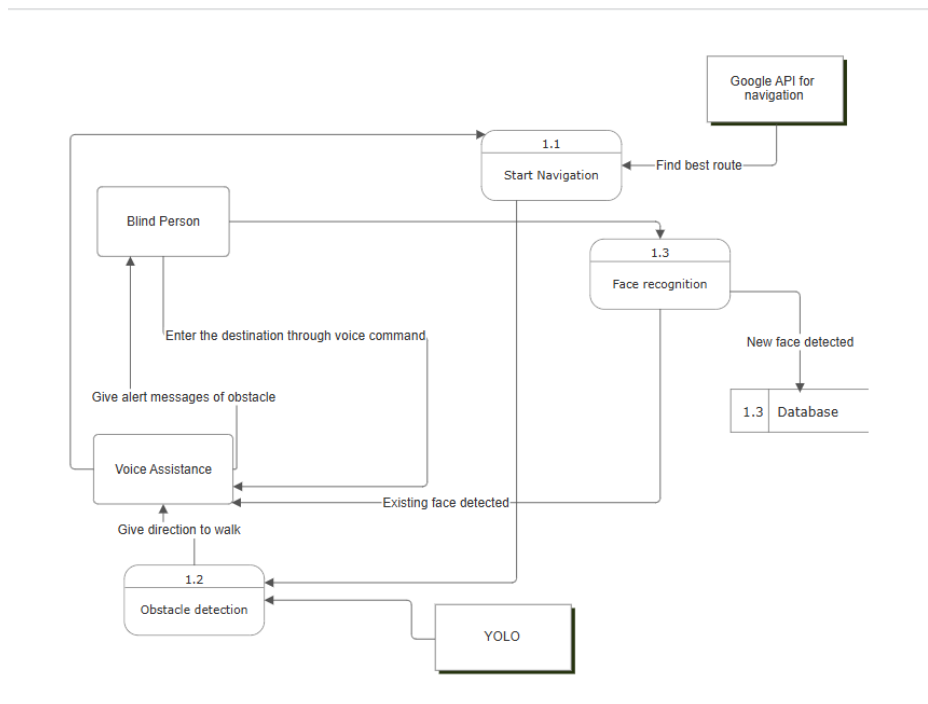 Google API for
navigation
1.1
Start Navigation
Find best route
Blind Person
1.3
Face recognition
Enter the destination through voice command
New face detected
Give alert messages of obstacle
1.3 Database
Voice Assistance
Existing face detected
Give direction to walk
1.2
Obstacle detection
YOLO